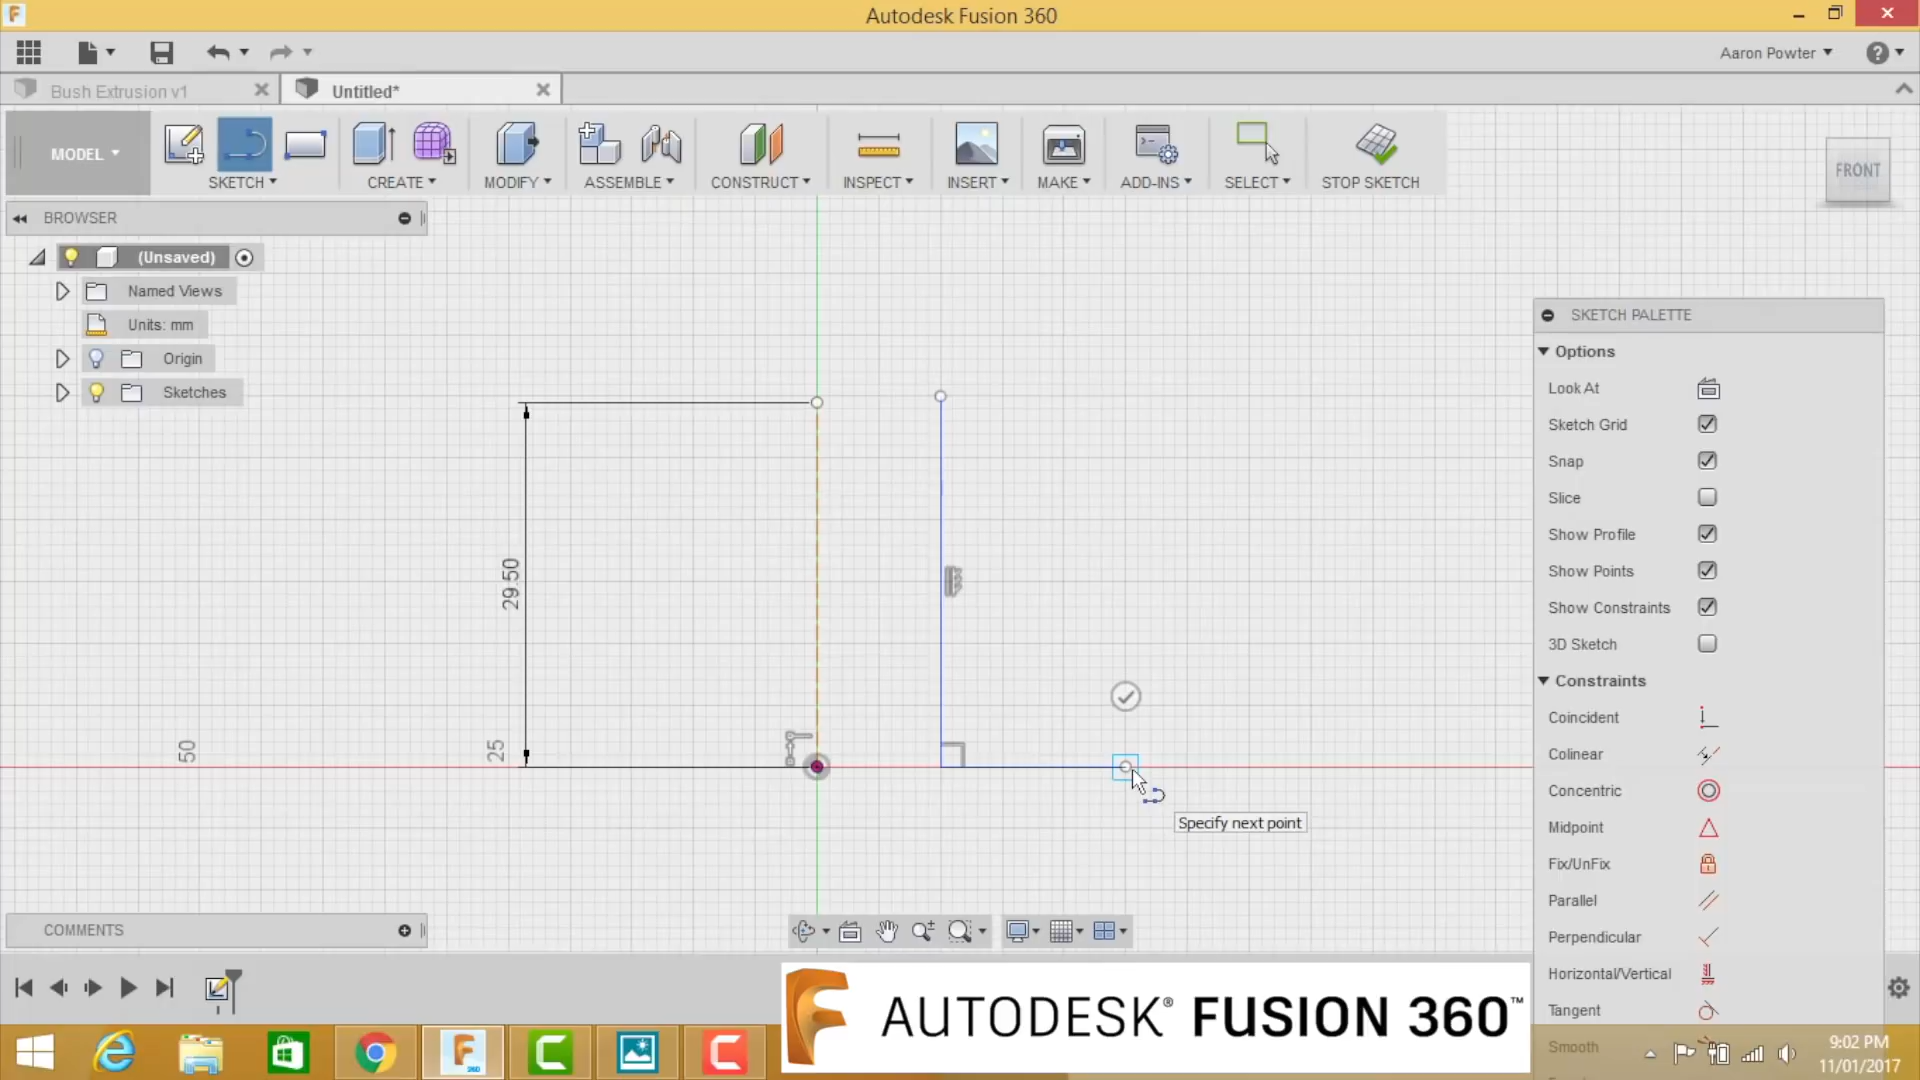 Autodesk Fusion 360
Aaron Powter
Bush Extrusion v1
Untitled*
MODEL
SKETCH
CREATE
MODIFY
ASSEMBLE
CONSTRUCT
INSPECT
INSERT
MAKE
ADD-INS
SELECT
STOP SKETCH
FRONT
BROWSER
(Unsaved)
Named Views
Units: mm
Origin
Sketches
SKETCH PALETTE
Options
Look At
Sketch Grid
Snap
Slice
Show Profile
Show Points
Show Constraints
3D Sketch
Constraints
Coincident
Colinear
Concentric
Midpoint
Fix/UnFix
Parallel
Perpendicular
Horizontal/Vertical
Tangent
Smooth
29.50
50
25
Specify next point
COMMENTS
AUTODESK® FUSION 360™
9:02 PM
11/01/2017